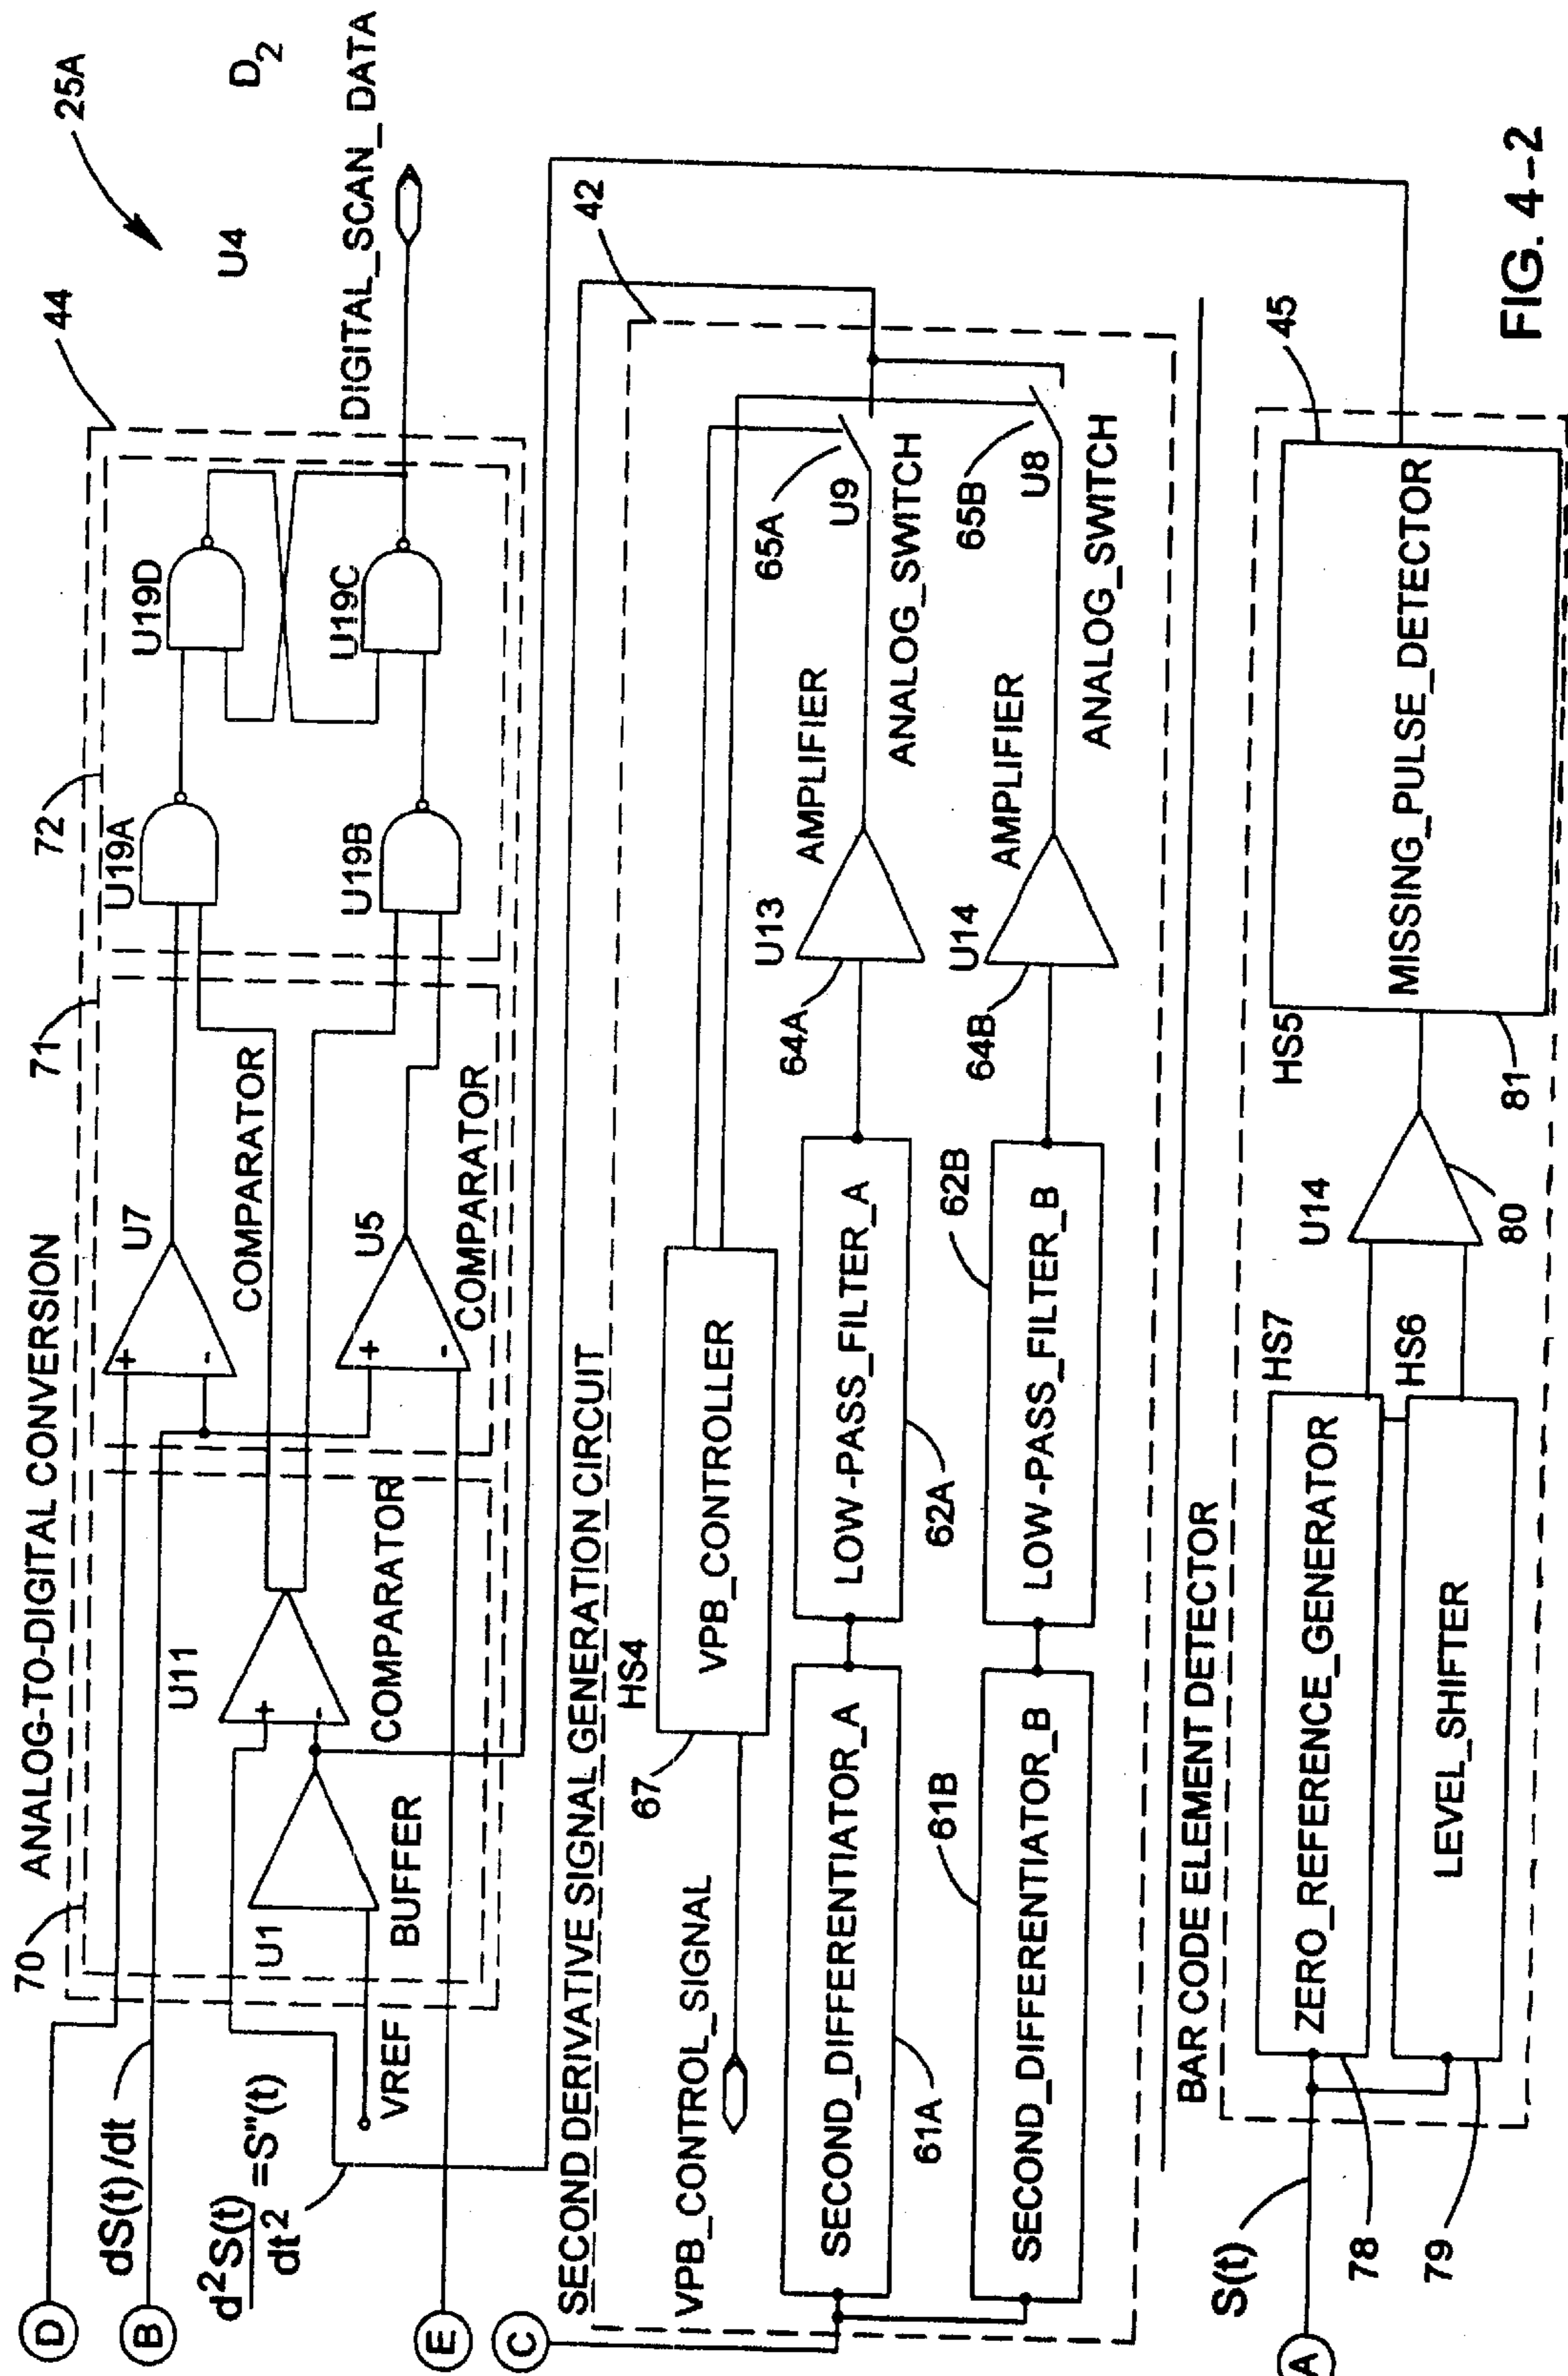 25A
U4
D2
44
DIGITAL_SCAN_DATA
ANALOG-TO-DIGITAL CONVERSION
70
71
72
D
B
E
C
dS(t)/dt
d²S(t)/dt² =S"(t)
VREF
U1
BUFFER
U11
+
-
COMPARATOR
U7
+
-
COMPARATOR
U5
+
-
COMPARATOR
U19A
U19B
U19D
U19C
SECOND DERIVATIVE SIGNAL GENERATION CIRCUIT
42
VPB_CONTROL_SIGNAL
67
HS4
VPB_CONTROLLER
SECOND_DIFFERENTIATOR_A
61A
LOW-PASS_FILTER_A
62A
64A
U13
AMPLIFIER
65A
U9
ANALOG_SWITCH
SECOND_DIFFERENTIATOR_B
61B
LOW-PASS_FILTER_B
62B
64B
U14
AMPLIFIER
65B
U8
ANALOG_SWITCH
BAR CODE ELEMENT DETECTOR
A
S(t)
78
79
ZERO_REFERENCE_GENERATOR
HS7
LEVEL_SHIFTER
HS6
U14
80
HS5
81
MISSING_PULSE_DETECTOR
45
FIG. 4-2